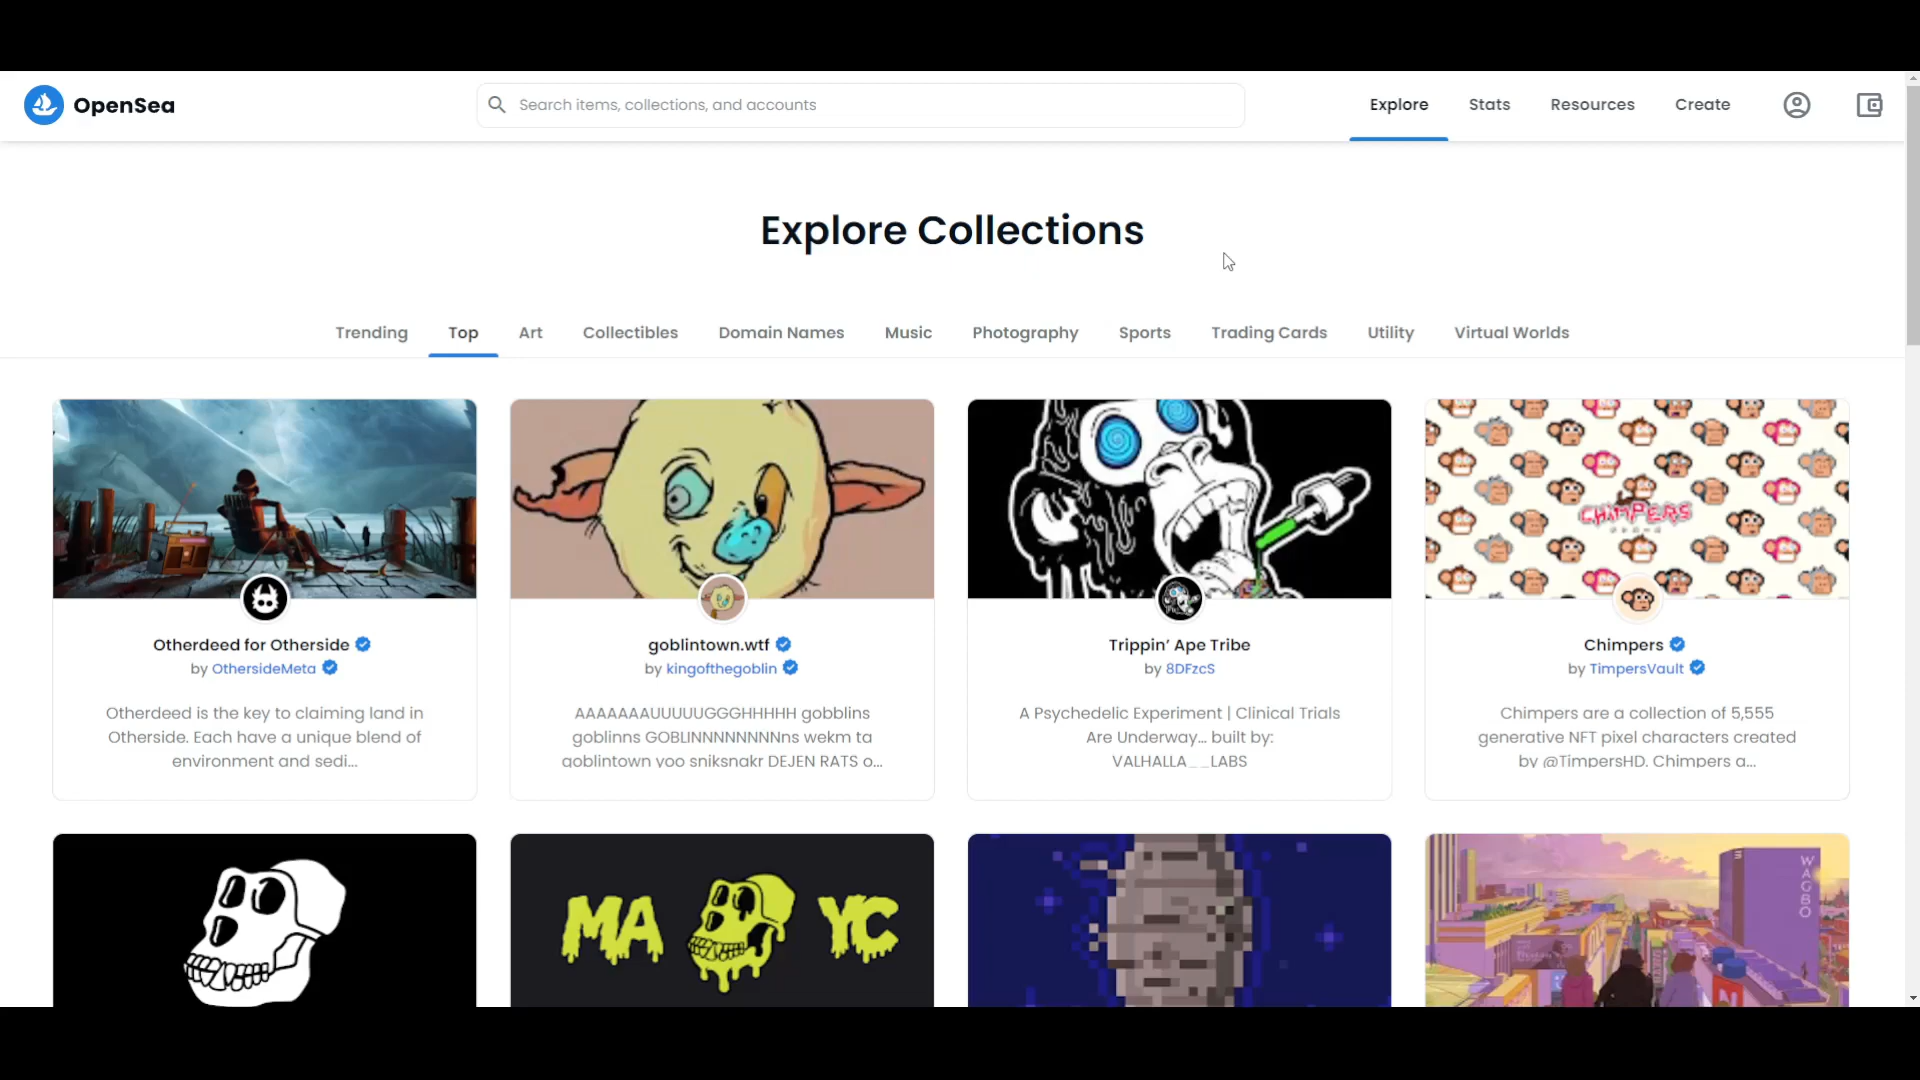 OpenSea
Search items, collections, and accounts
Explore
Stats
Resources
Create
Explore Collections
Trending
Top
Art
Collectibles
Domain Names
Music
Photography
Sports
Trading Cards
Utility
Virtual Worlds
CHIMPERS
Otherdeed for Otherside
by OthersideMeta
Otherdeed is the key to claiming land in
Otherside. Each have a unique blend of
environment and sedi...
goblintown.wtf
by kingofthegoblin
AAAAAAAUUUUUGGGHHHHH gobblins
goblinns GOBLINNNNNNNNns wekm ta
goblintown yoo sniksnakr DEJEN RATS o...
Trippin’ Ape Tribe
by 8DFzcS
A Psychedelic Experiment | Clinical Trials
Are Underway... built by:
VALHALLA__LABS
Chimpers
by TimpersVault
Chimpers are a collection of 5,555
generative NFT pixel characters created
by @TimpersHD. Chimpers a...
MA YC
WAGBO